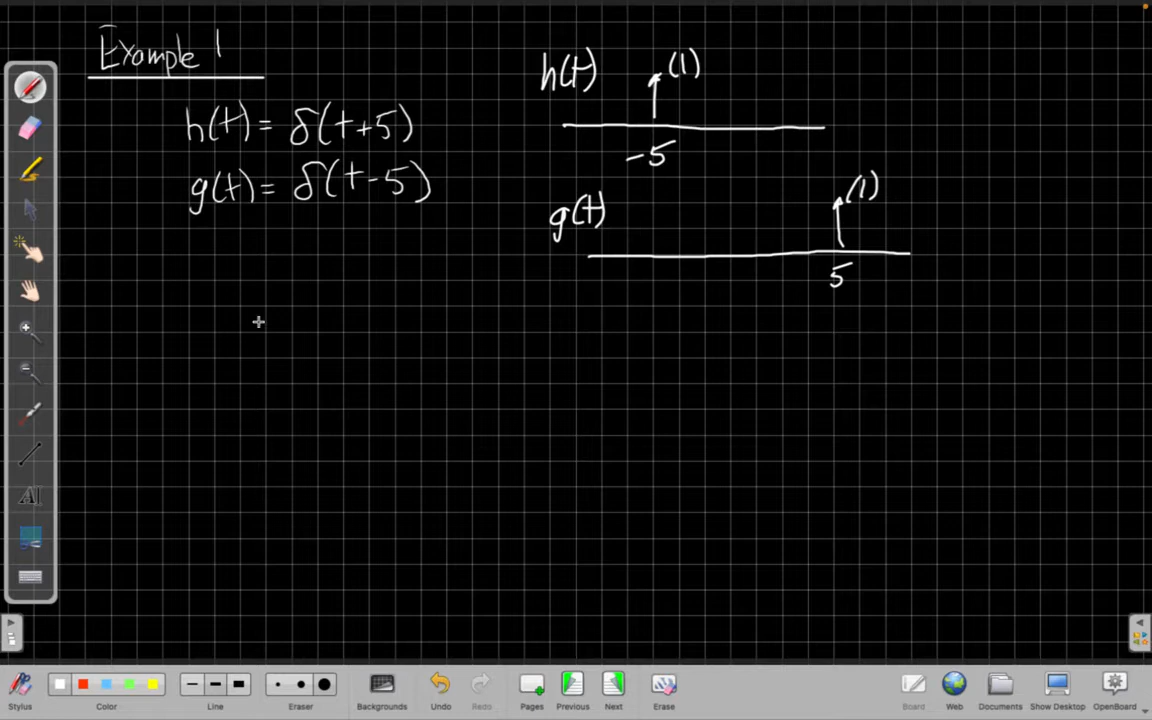 Example 1
h(t) = δ(t+5)
g(t) = δ(t-5)
h(t) (1)
-5
g(t) (1)
5
Stylus Color Line Eraser Backgrounds Undo Redo Pages Previous Next Erase Board Web Documents Show Desktop OpenBoard